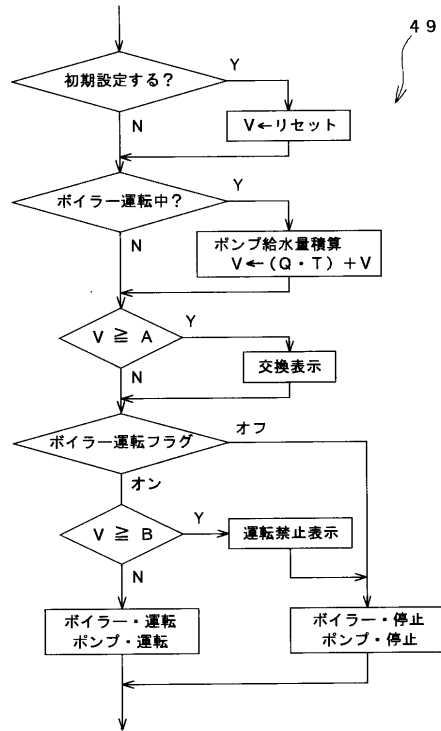 49
初期設定する？
Y
N
V←リセット
ボイラー運転中？
Y
N
ポンプ給水量積算
V←(Q・T)+V
V ≧ A
Y
N
交換表示
ボイラー運転フラグ
オフ
オン
V ≧ B
Y
N
運転禁止表示
ボイラー・運転
ポンプ・運転
ボイラー・停止
ポンプ・停止